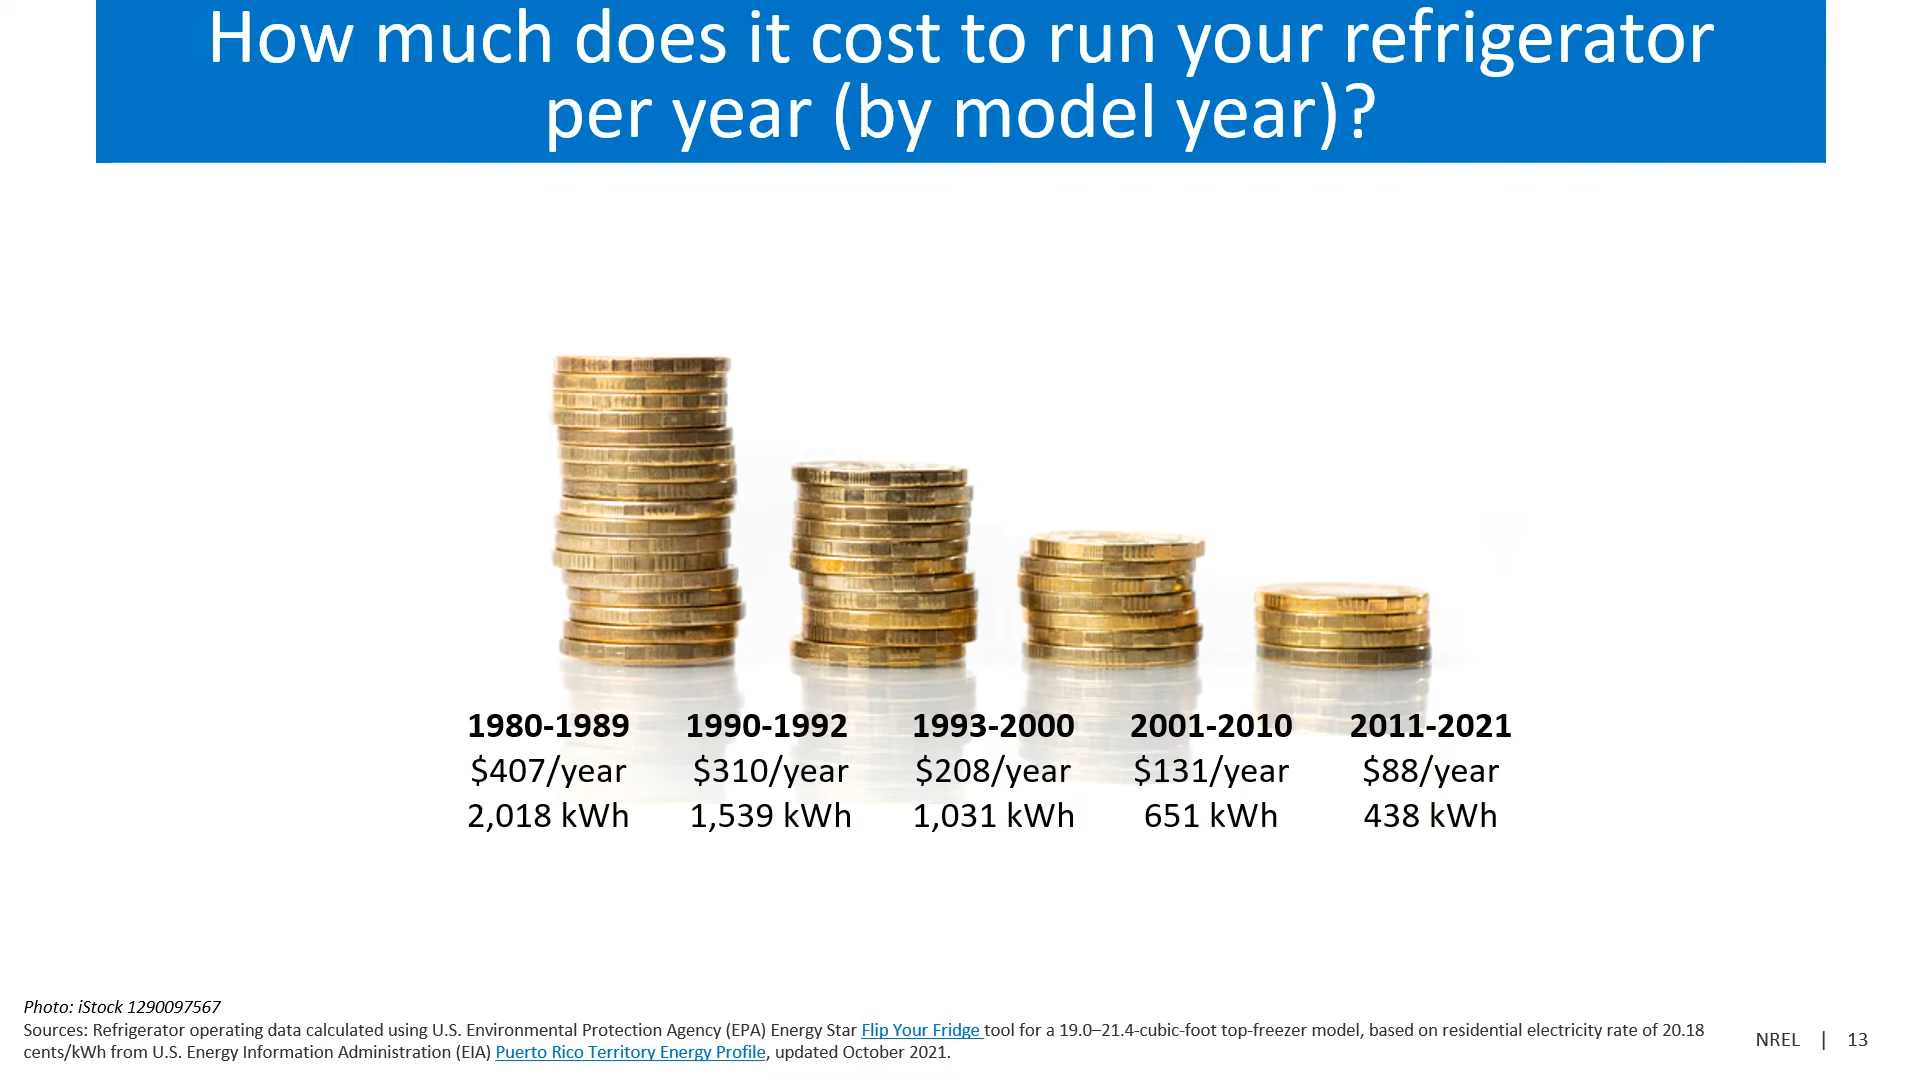 How much does it cost to run your refrigerator
per year (by model year)?
1980-1989 1990-1992 1993-2000 2001-2010 2011-2021
$407/year $310/year $208/year $131/year $88/year
2,018 kWh 1,539 kWh 1,031 kWh 651 kWh 438 kWh
Photo: iStock 1290097567
Sources: Refrigerator operating data calculated using U.S. Environmental Protection Agency (EPA) Energy Star Flip Your Fridge tool for a 19.0–21.4-cubic-foot top-freezer model, based on residential electricity rate of 20.18
cents/kWh from U.S. Energy Information Administration (EIA) Puerto Rico Territory Energy Profile, updated October 2021.
NREL | 13